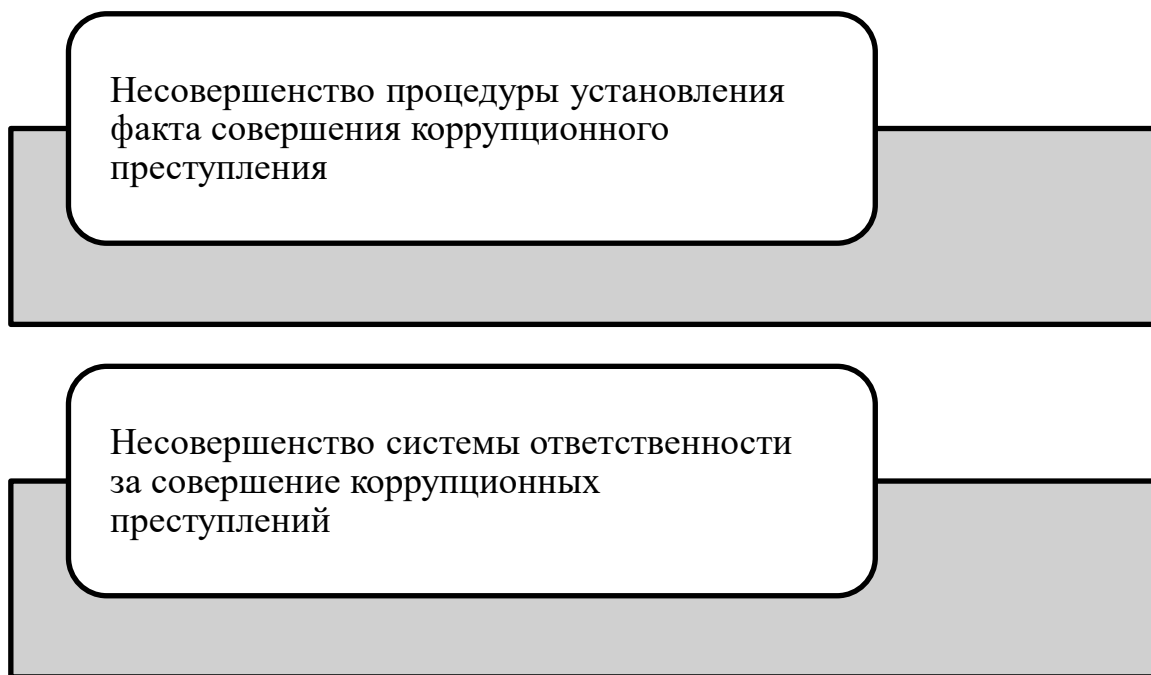 Несовершенство процедуры установления
факта совершения коррупционного
преступления
Несовершенство системы ответственности
за совершение коррупционных
преступлений